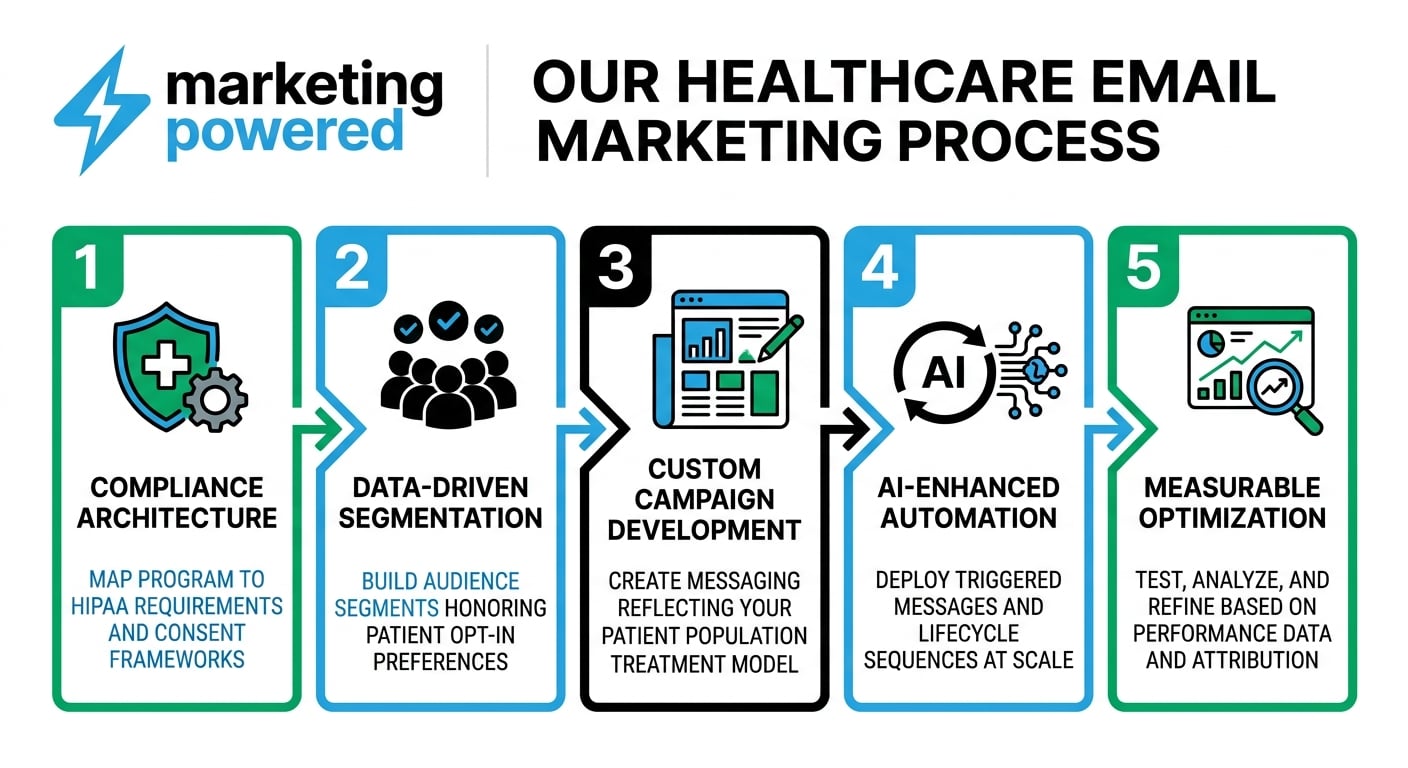 marketing
powered
OUR HEALTHCARE EMAIL
MARKETING PROCESS
1
COMPLIANCE
ARCHITECTURE
MAP PROGRAM TO
HIPAA REQUIREMENTS
AND CONSENT
FRAMEWORKS
2
DATA-DRIVEN
SEGMENTATION
BUILD AUDIENCE
SEGMENTS HONORING
PATIENT OPT-IN
PREFERENCES
3
CUSTOM
CAMPAIGN
DEVELOPMENT
CREATE MESSAGING
REFLECTING YOUR
PATIENT POPULATION
TREATMENT MODEL
4
AI
AI-ENHANCED
AUTOMATION
DEPLOY TRIGGERED
MESSAGES AND
LIFECYCLE
SEQUENCES AT SCALE
5
MEASURABLE
OPTIMIZATION
TEST, ANALYZE, AND
REFINE BASED ON
PERFORMANCE DATA
AND ATTRIBUTION